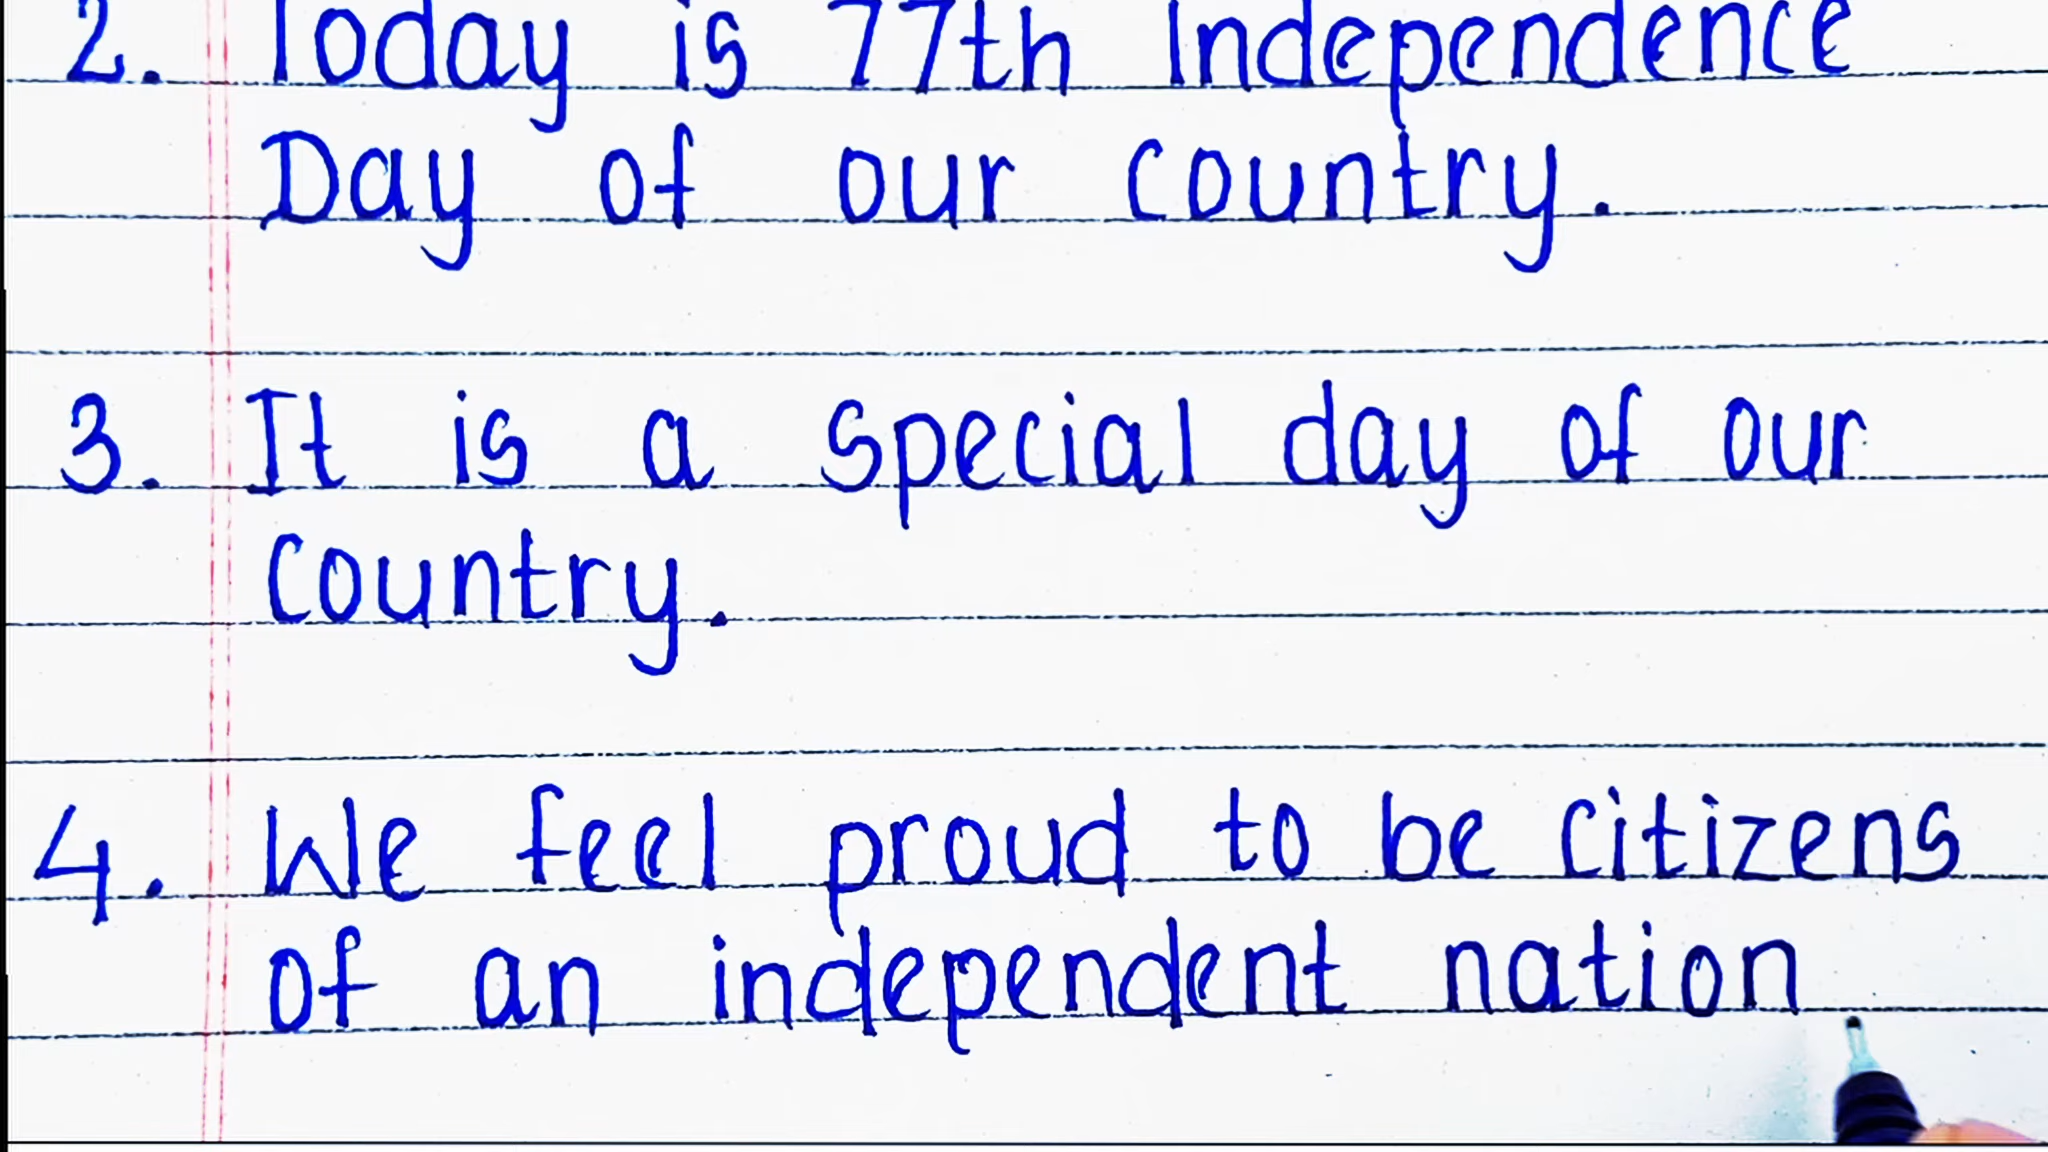 2. Today is 77th Independence
Day of our country.
3. It is a special day of our
country.
4. We feel proud to be citizens
of an independent nation